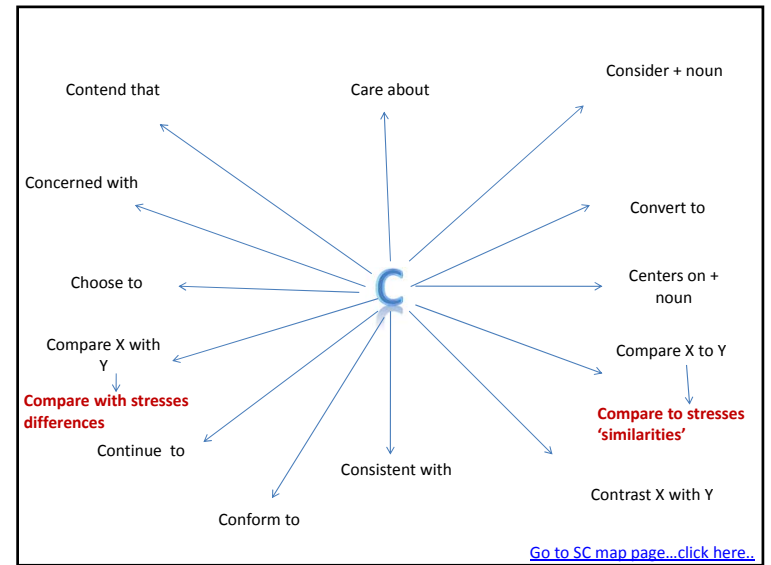 Consider + noun
Contend that
Care about
Concerned with
Convert to
Choose to
C
Centers on +
noun
Compare X with
Y
Compare X to Y
Compare with stresses
differences
Compare to stresses
‘similarities’
Continue to
Consistent with
Contrast X with Y
Conform to
Go to SC map page...click here..